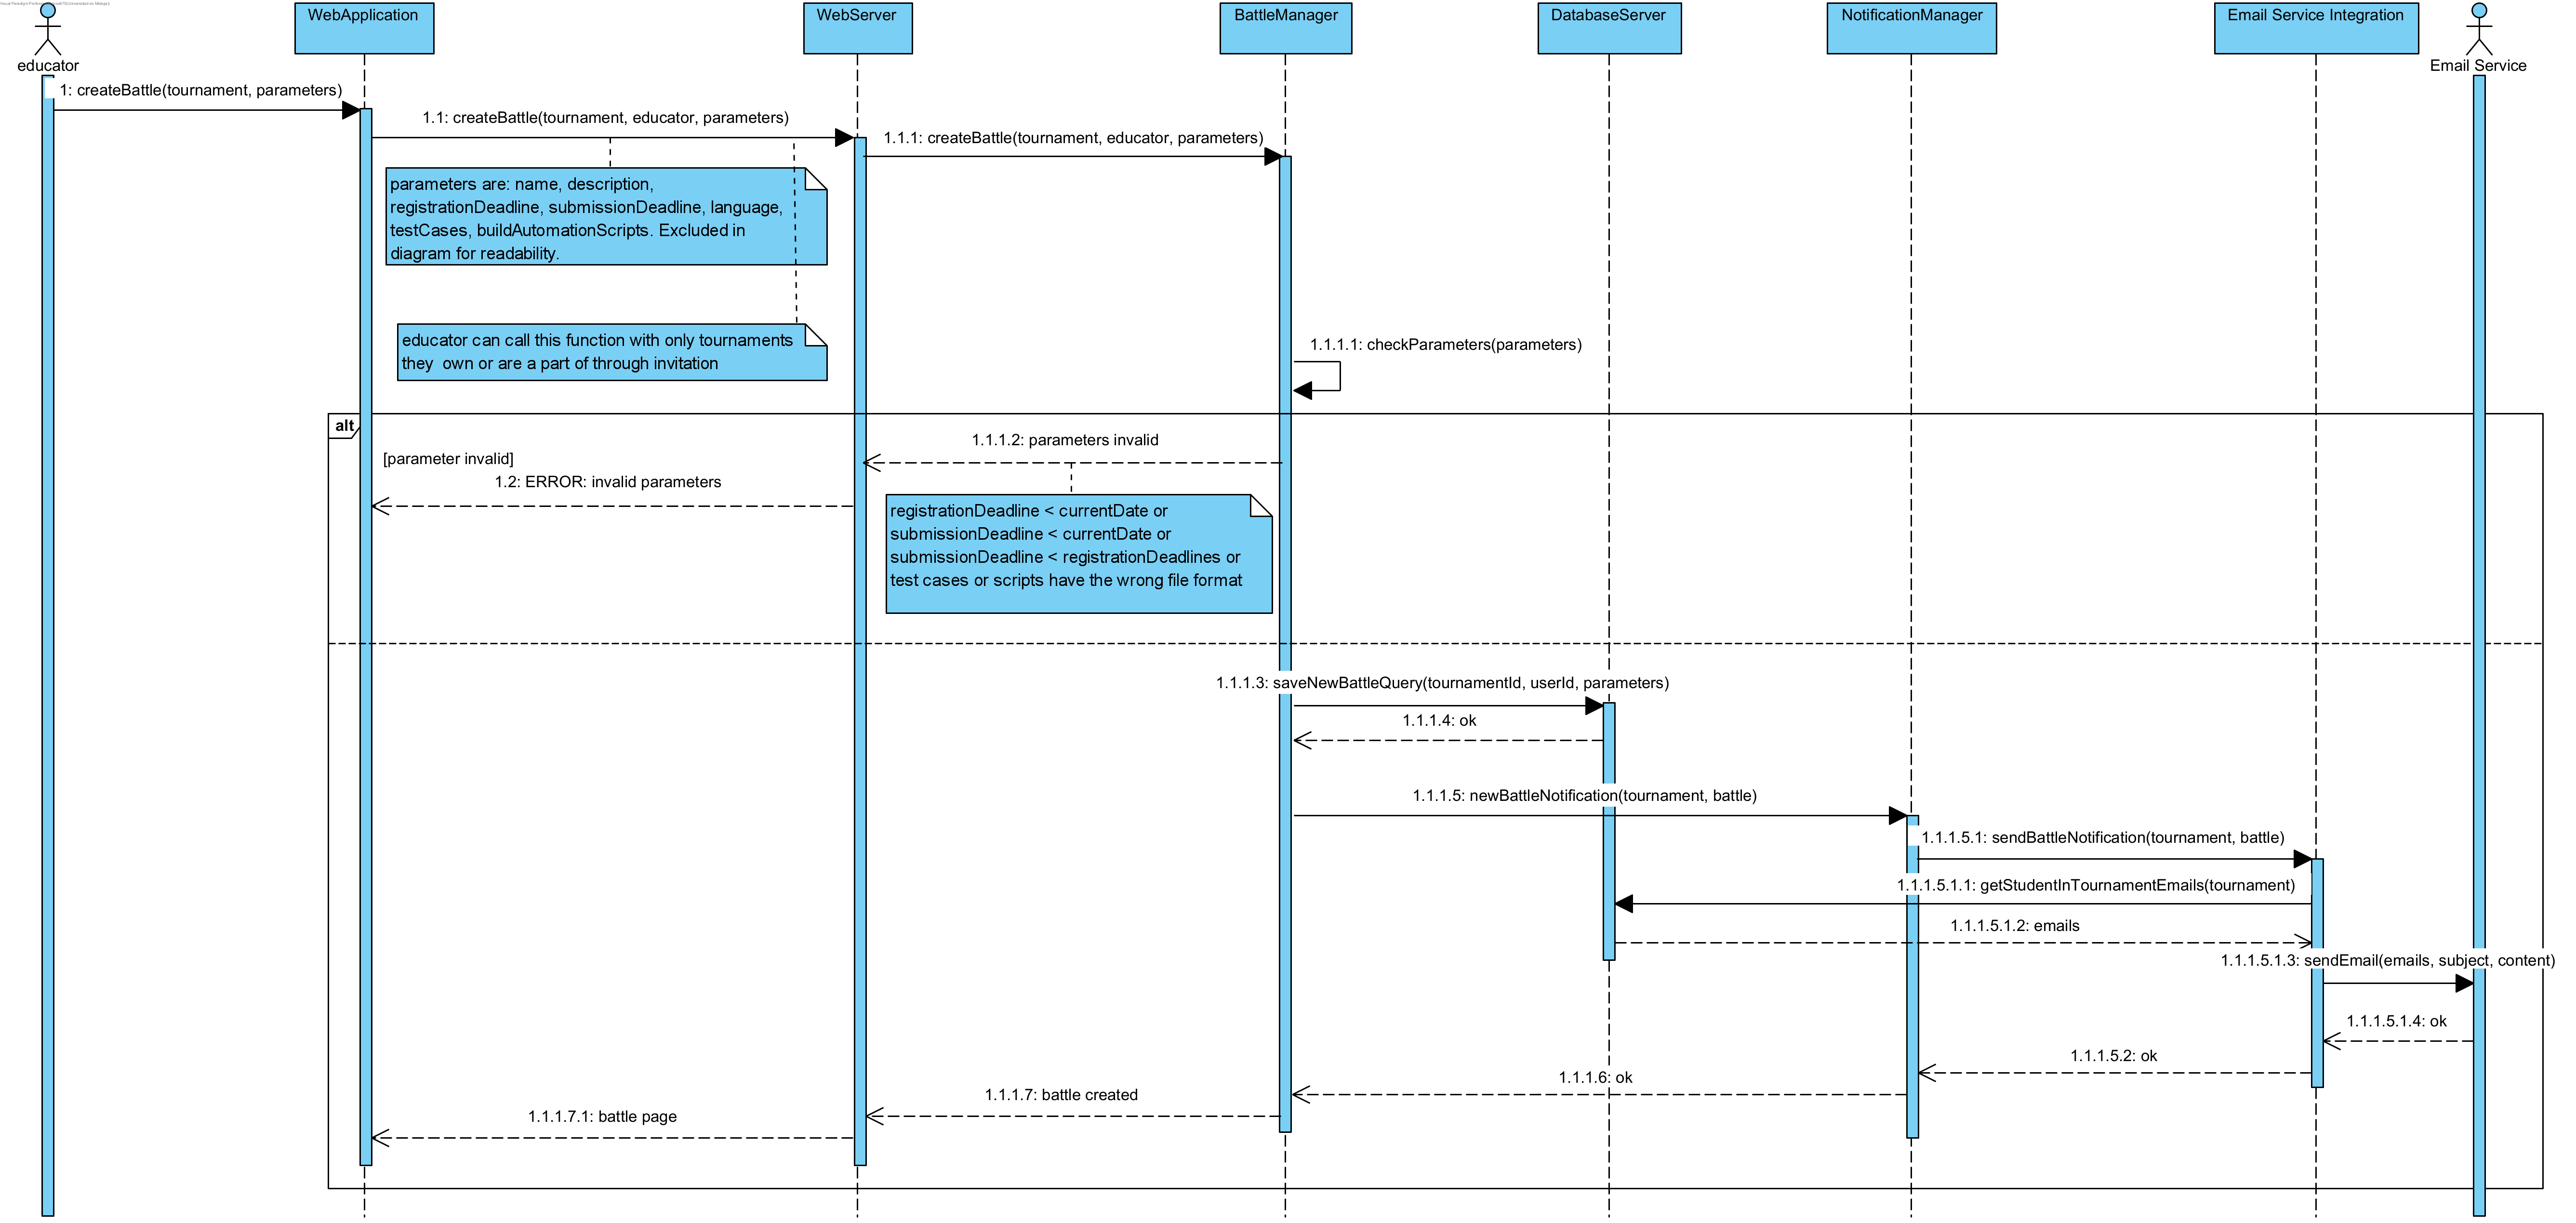 WebApplication
WebServer
BattleManager
DatabaseServer
NotificationManager
Email Service Integration
educator
Email Service
1: createBattle(tournament, parameters)
1.1: createBattle(tournament, educator, parameters)
1.1.1: createBattle(tournament, educator, parameters)
parameters are: name, description,
registrationDeadline, submissionDeadline, language,
testCases, buildAutomationScripts. Excluded in
diagram for readability.
educator can call this function with only tournaments
they  own or are a part of through invitation
1.1.1.1: checkParameters(parameters)
alt
1.1.1.2: parameters invalid
[parameter invalid]
1.2: ERROR: invalid parameters
registrationDeadline < currentDate or
submissionDeadline < currentDate or
submissionDeadline < registrationDeadlines or
test cases or scripts have the wrong file format
1.1.1.3: saveNewBattleQuery(tournamentId, userId, parameters)
1.1.1.4: ok
1.1.1.5: newBattleNotification(tournament, battle)
1.1.1.5.1: sendBattleNotification(tournament, battle)
1.1.1.5.1.1: getStudentInTournamentEmails(tournament)
1.1.1.5.1.2: emails
1.1.1.5.1.3: sendEmail(emails, subject, content)
1.1.1.5.1.4: ok
1.1.1.5.2: ok
1.1.1.6: ok
1.1.1.7: battle created
1.1.1.7.1: battle page